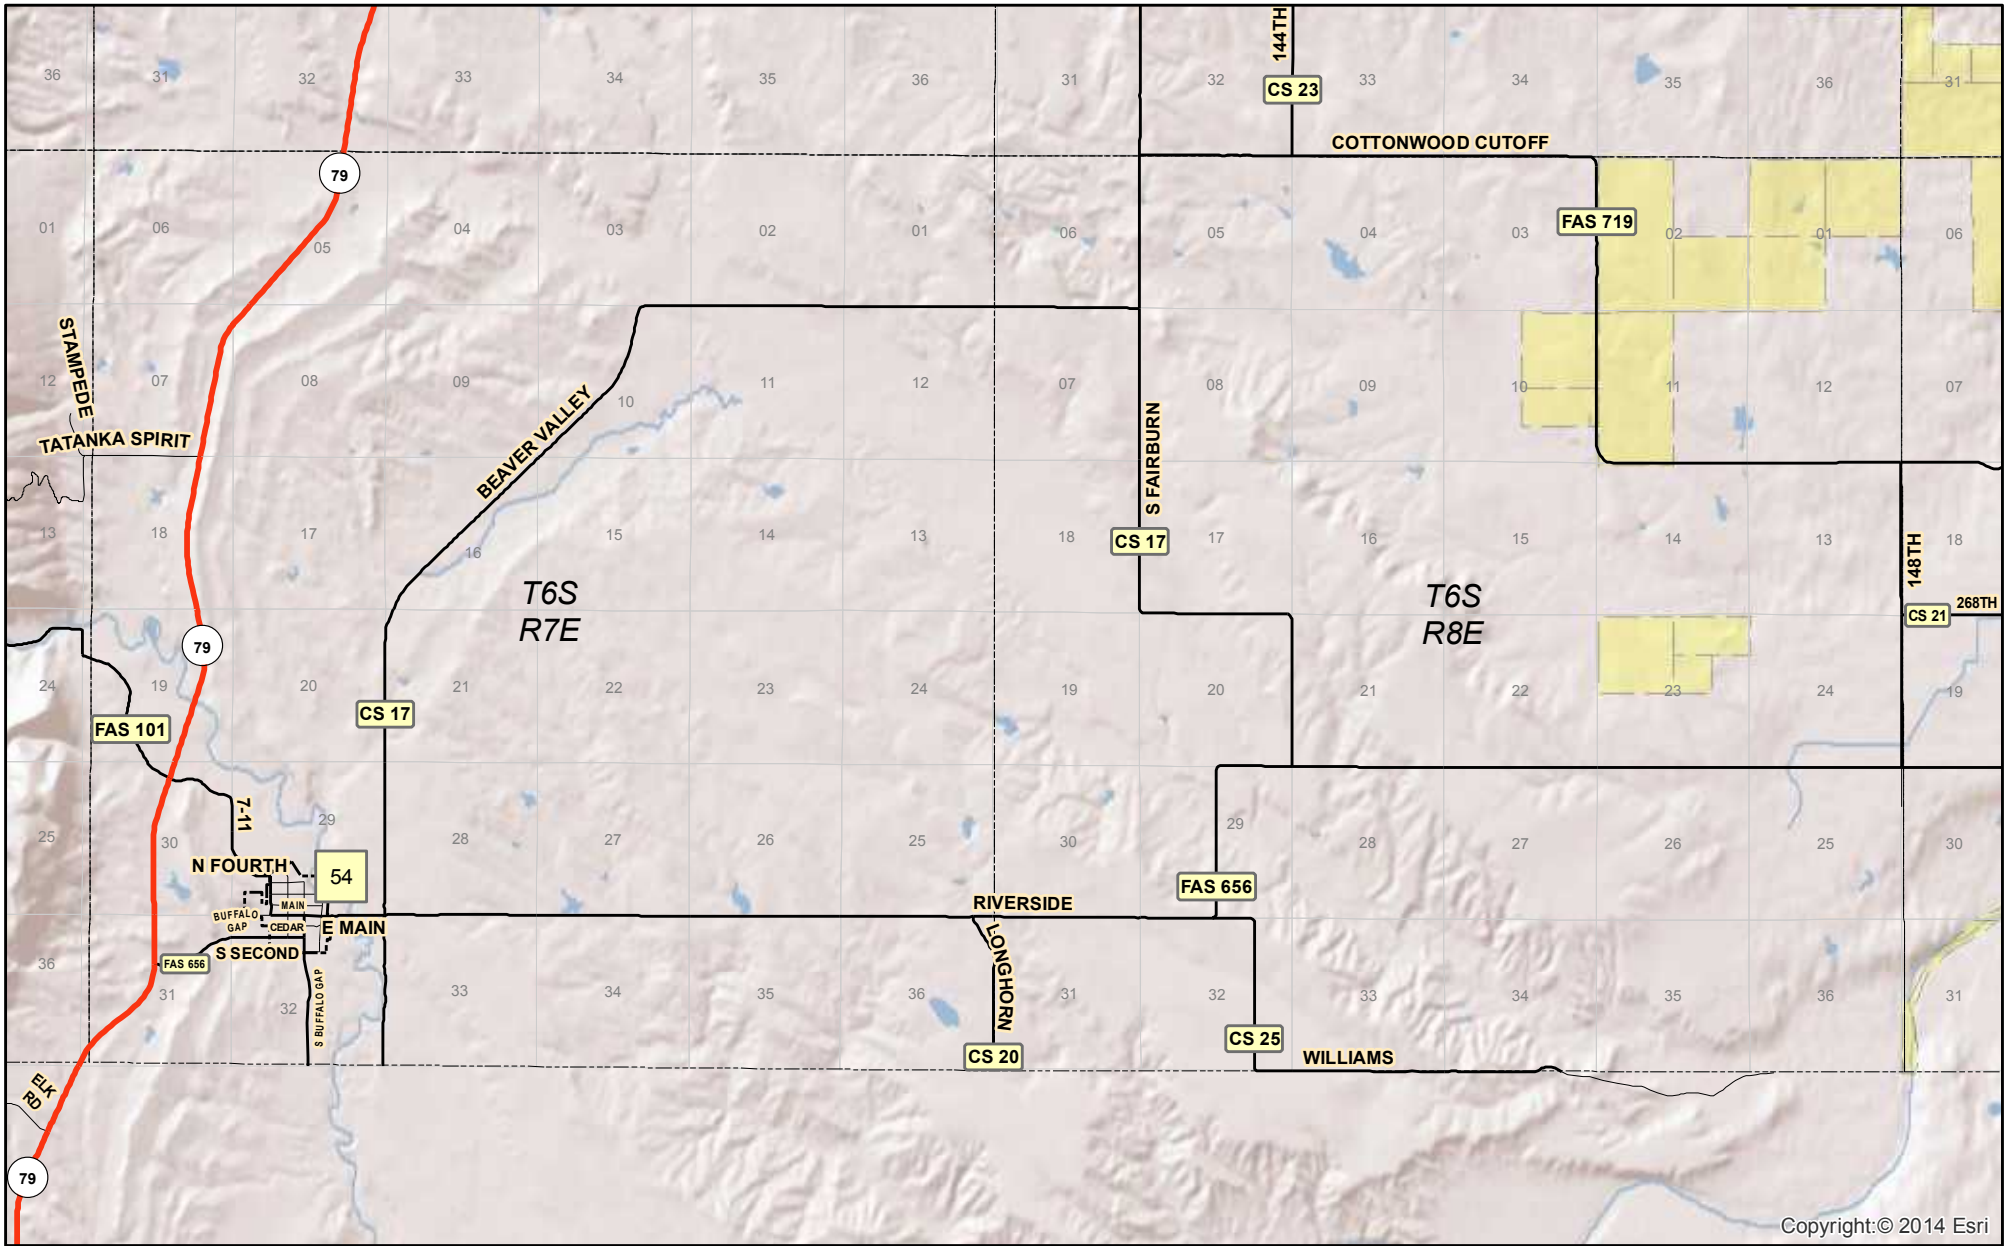 144TH
36
31
32
33
34
35
36
31
32
33
34
35
36
31
CS 23
COTTONWOOD CUTOFF
79
01
06
05
04
03
02
01
06
05
04
03
FAS 719
02
01
06
STAMPEDE
12
07
08
09
10
11
12
07
08
09
10
11
12
07
TATANKA SPIRIT
BEAVER VALLEY
S FAIRBURN
13
18
17
16
15
14
13
18
CS 17
17
16
15
14
13
148TH
18
T6S
R7E
T6S
R8E
268TH
CS 21
79
24
19
20
21
22
23
24
19
20
21
22
23
24
19
FAS 101
CS 17
7-11
25
30
29
28
27
26
25
30
29
28
27
26
25
30
N FOURTH
54
FAS 656
MAIN
RIVERSIDE
BUFFALO
GAP
CEDAR
E MAIN
S SECOND
FAS 656
LONGHORN
36
31
32
S BUFFALO GAP
33
34
35
36
31
32
33
34
35
36
31
CS 25
CS 20
WILLIAMS
ELK
RD
79
Copyright:© 2014 Esri